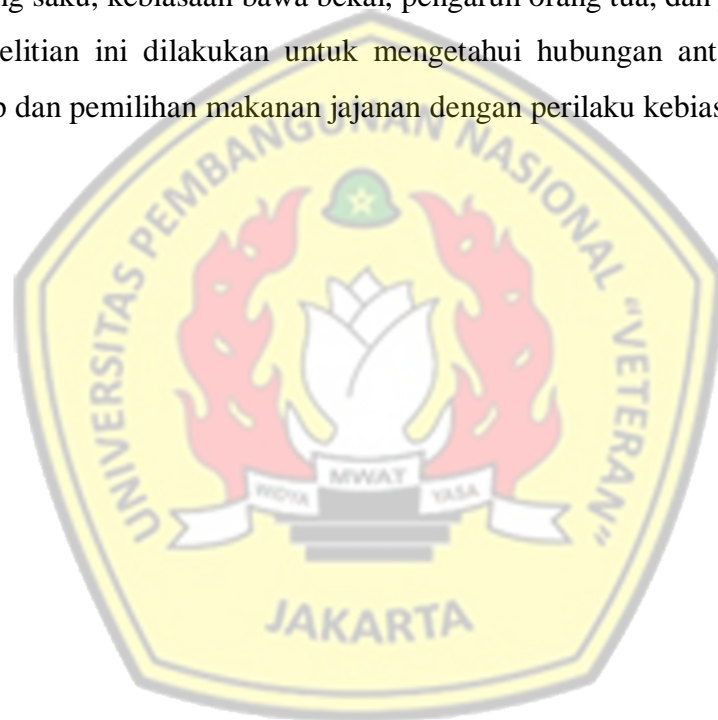 ng saku, kebiasaan bawa bekal, pengaruh orang tua, dan
elitian ini dilakukan untuk mengetahui hubungan ant
p dan pemilihan makanan jajanan dengan perilaku kebias
UNIVERSITAS PEMBANGUNAN NASIONAL "VETERAN"
WIDYA MWAT YASA
JAKARTA